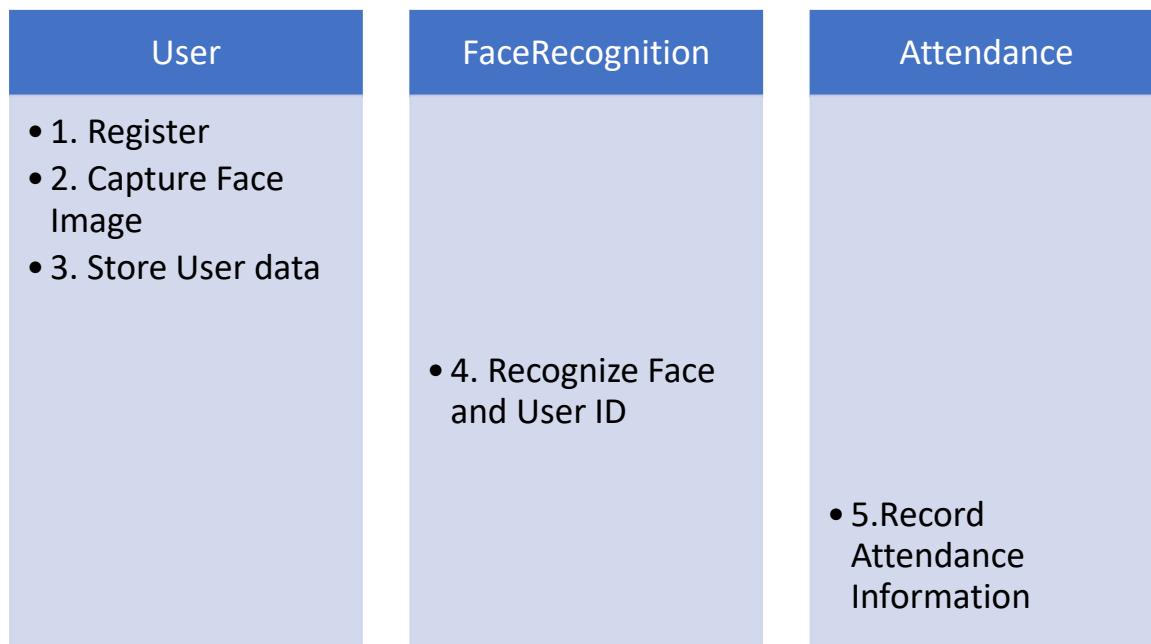 User
• 1. Register
• 2. Capture Face
Image
• 3. Store User data
FaceRecognition
• 4. Recognize Face
and User ID
Attendance
• 5.Record
Attendance
Information